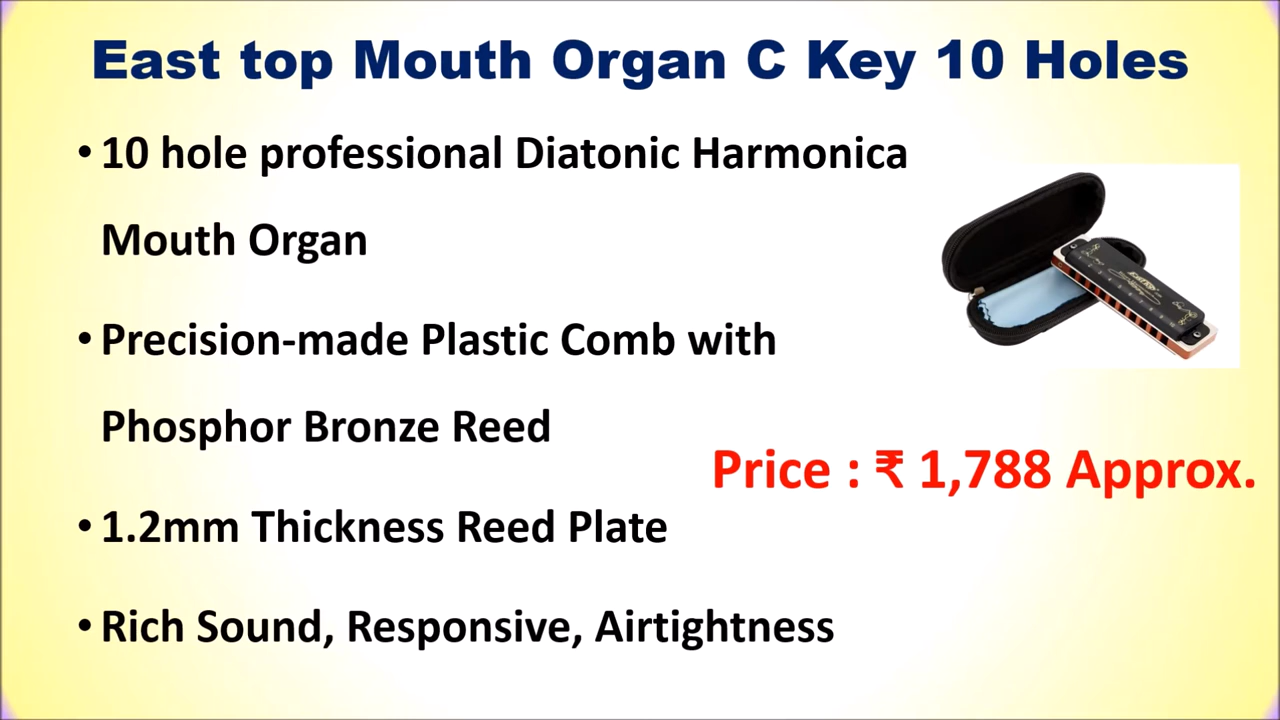 East top Mouth Organ C Key 10 Holes
• 10 hole professional Diatonic Harmonica
Mouth Organ
• Precision-made Plastic Comb with
Phosphor Bronze Reed
Price : ₹ 1,788 Approx.
• 1.2mm Thickness Reed Plate
• Rich Sound, Responsive, Airtightness